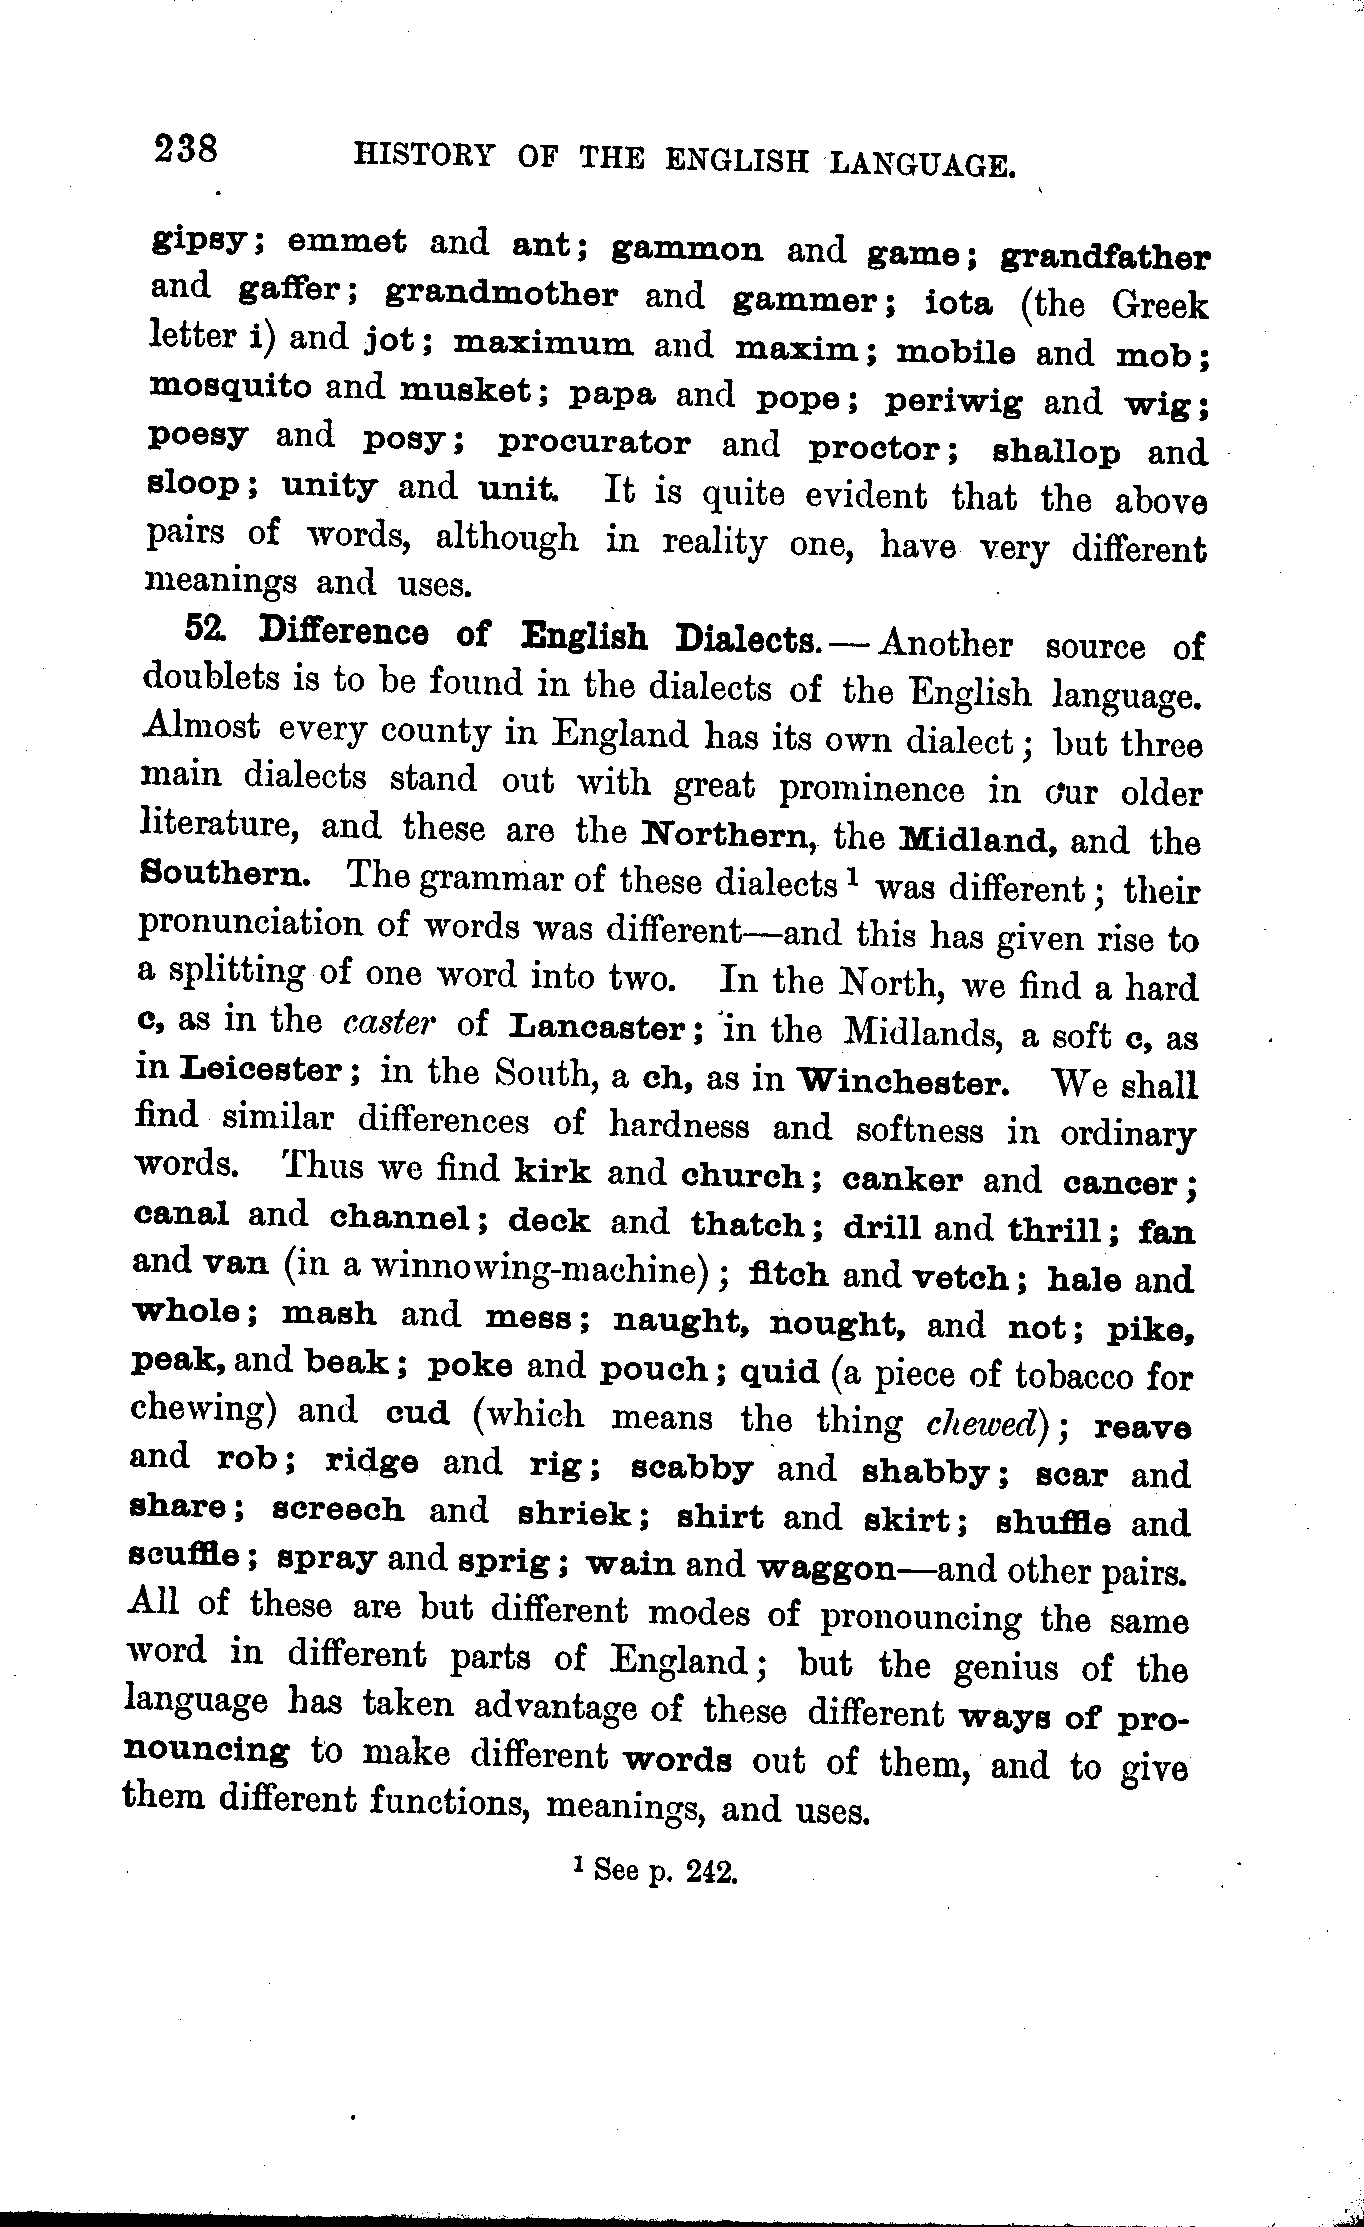 238 HISTORY OF THE ENGLISH LANGUAGE.
gipsy; emmet and ant; gammon and game; grandfather
and gaffer; grandmother and gammer; iota (the Greek
letter i) and jot; maximum and maxim; mobile and mob;
mosquito and musket; papa and pope; periwig and wig;
poesy and posy; procurator and proctor; shallop and
sloop; unity and unit. It is quite evident that the above
pairs of words, although in reality one, have very different
meanings and uses.
52. Difference of English Dialects.—Another source of
doublets is to be found in the dialects of the English language.
Almost every county in England has its own dialect; but three
main dialects stand out with great prominence in our older
literature, and these are the Northern, the Midland, and the
Southern. The grammar of these dialects¹ was different; their
pronunciation of words was different—and this has given rise to
a splitting of one word into two. In the North, we find a hard
c, as in the caster of Lancaster; in the Midlands, a soft c, as
in Leicester; in the South, a ch, as in Winchester. We shall
find similar differences of hardness and softness in ordinary
words. Thus we find kirk and church; canker and cancer;
canal and channel; deck and thatch; drill and thrill; fan
and van (in a winnowing-machine); fitch and vetch; hale and
whole; mash and mess; naught, nought, and not; pike,
peak, and beak; poke and pouch; quid (a piece of tobacco for
chewing) and cud (which means the thing chewed); reave
and rob; ridge and rig; scabby and shabby; scar and
share; screech and shriek; shirt and skirt; shuffle and
scuffle; spray and sprig; wain and waggon—and other pairs.
All of these are but different modes of pronouncing the same
word in different parts of England; but the genius of the
language has taken advantage of these different ways of pro-
nouncing to make different words out of them, and to give
them different functions, meanings, and uses.
¹ See p. 242.